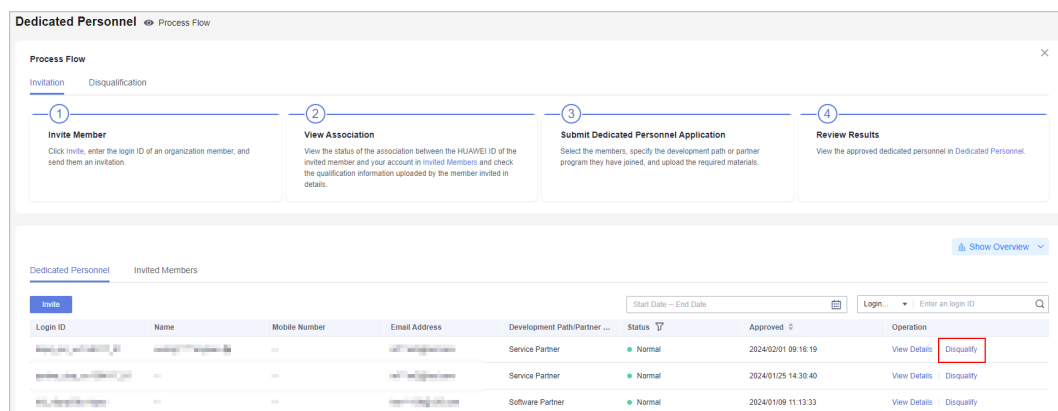 Dedicated Personnel Process Flow
Process Flow
Invitation Disqualification
1
Invite Member
Click Invite, enter the login ID of an organization member, and
send them an invitation.
2
View Association
View the status of the association between the HUAWEI ID of the
invited member and your account in Invited Members and check
the qualification information uploaded by the member invited in
details.
3
Submit Dedicated Personnel Application
Select the members, specify the development path or partner
program they have joined, and upload the required materials.
4
Review Results
View the approved dedicated personnel in Dedicated Personnel.
Show Overview
Dedicated Personnel Invited Members
Invite Start Date -- End Date Login... Enter an login ID
Login ID Name Mobile Number Email Address Development Path/Partner ... Status Approved Operation
Service Partner Normal 2024/02/01 09:16:19 View Details Disqualify
Service Partner Normal 2024/01/25 14:30:40 View Details Disqualify
Software Partner Normal 2024/01/09 11:13:33 View Details Disqualify